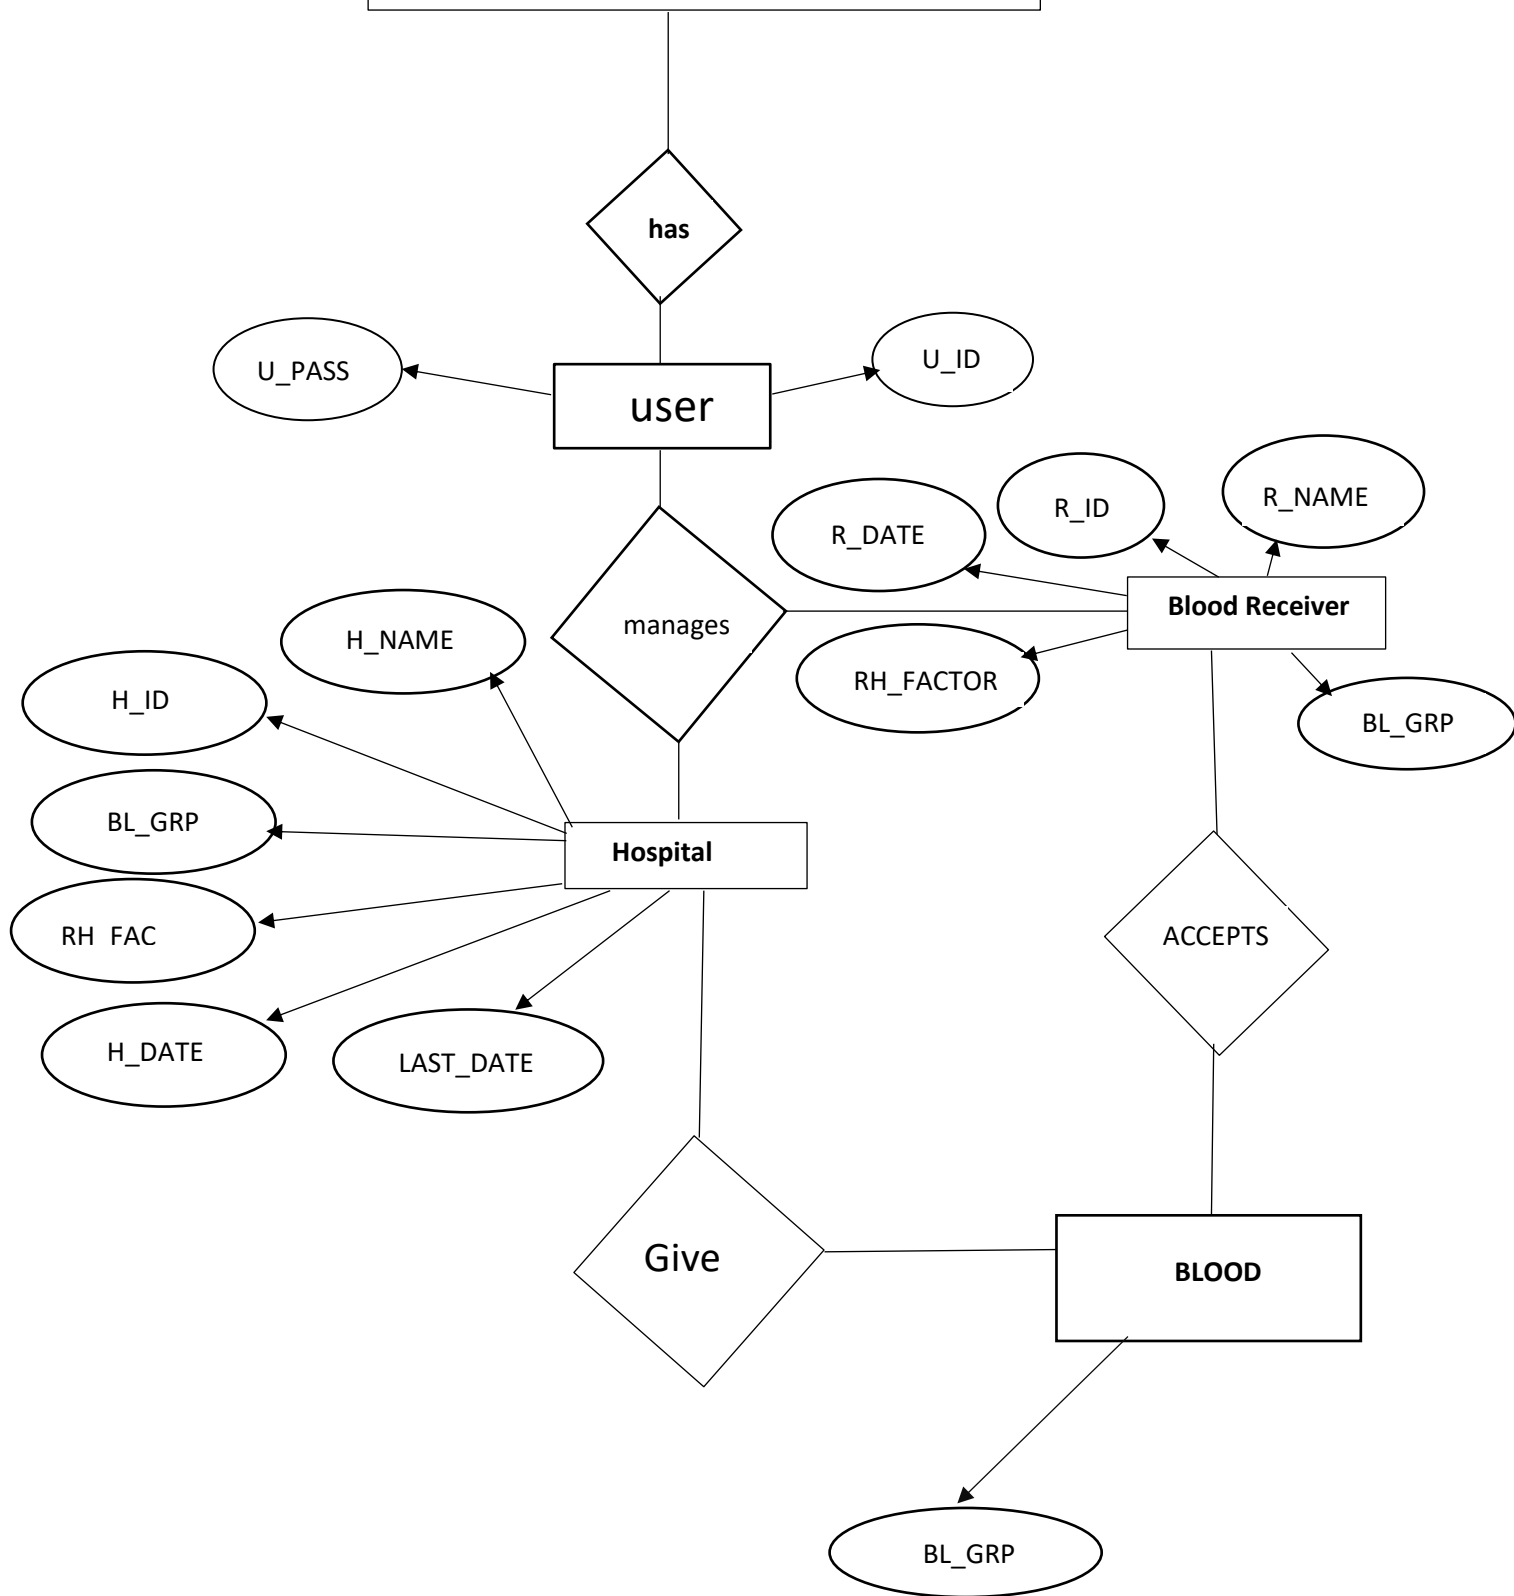 has
U_PASS
U_ID
user
R_DATE
R_ID
R_NAME
Blood Receiver
manages
H_NAME
RH_FACTOR
H_ID
BL_GRP
BL_GRP
Hospital
RH FAC
ACCEPTS
H_DATE
LAST_DATE
Give
BLOOD
BL_GRP